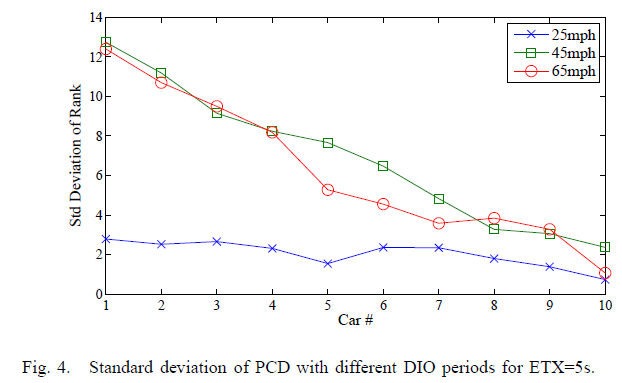 14
12
10
8
6
4
2
0
Std Deviation of Rank
25mph
45mph
65mph
1 2 3 4 5 6 7 8 9 10
Car #
Fig. 4. Standard deviation of PCD with different DIO periods for ETX=5s.